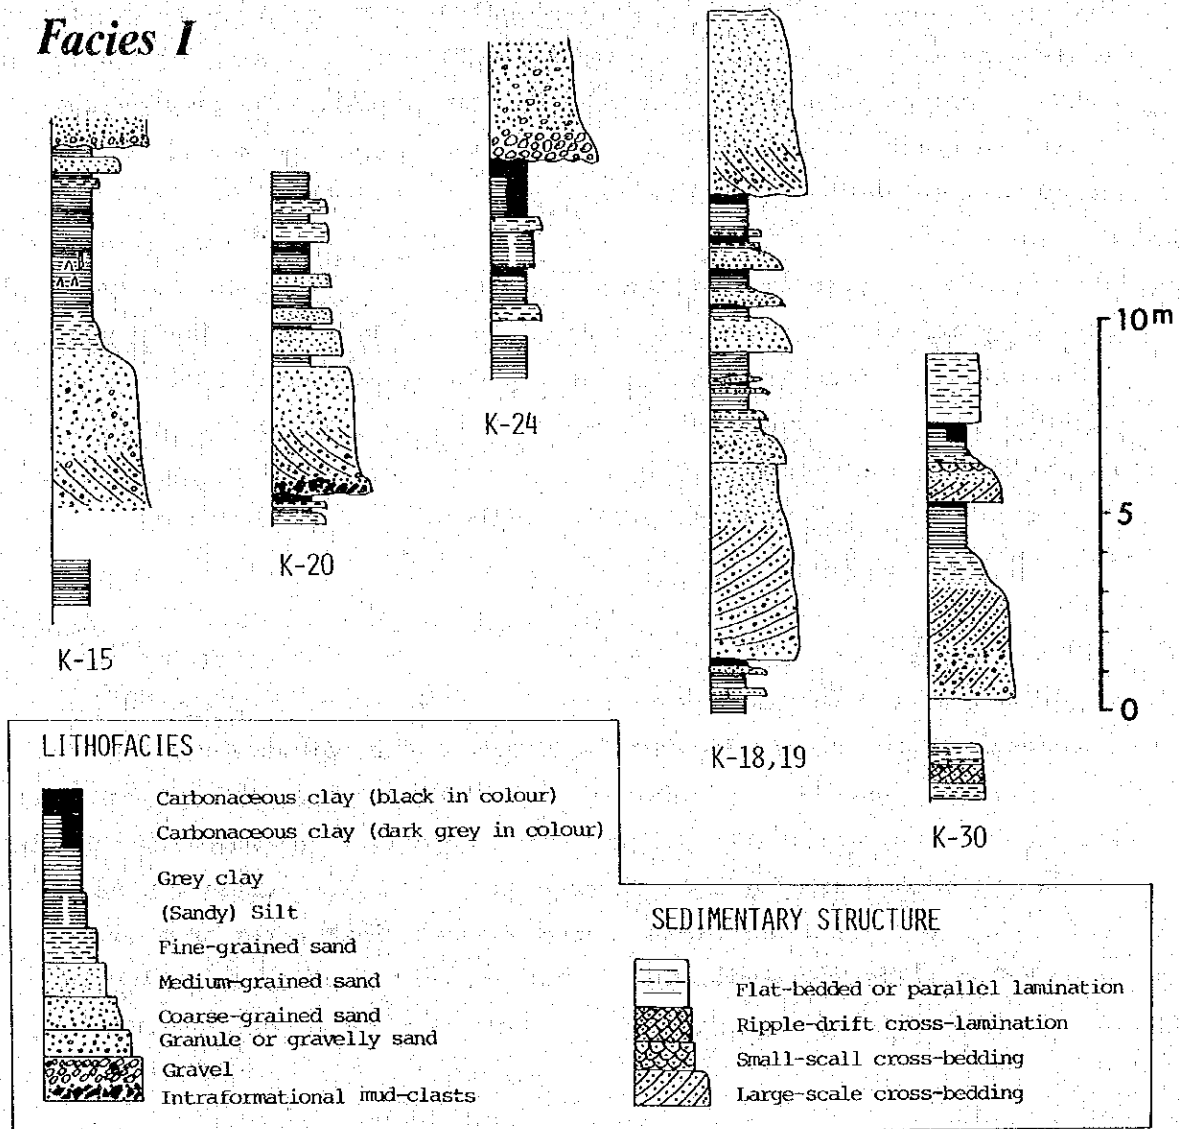 Facies I
K-15
K-20
K-24
K-18,19
K-30
10 m
5
0
LITHOFACIES
Carbonaceous clay (black in colour)
Carbonaceous clay (dark grey in colour)
Grey clay
(Sandy) Silt
Fine-grained sand
Medium-grained sand
Coarse-grained sand
Granule or gravelly sand
Gravel
Intraformational mud-clasts
SEDIMENTARY STRUCTURE
Flat-bedded or parallel lamination
Ripple-drift cross-lamination
Small-scall cross-bedding
Large-scale cross-bedding